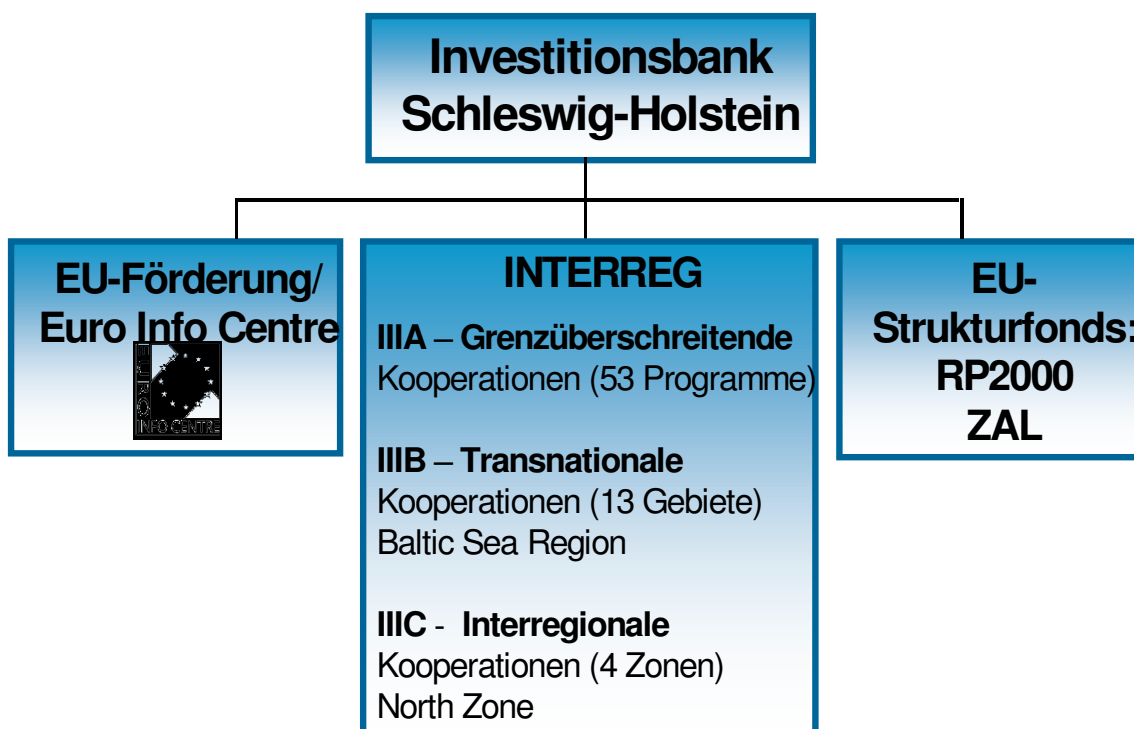 Investitionsbank
Schleswig-Holstein
EU-Förderung/
Euro Info Centre
EURO
INFO CENTRE
INTERREG
IIIA – Grenzüberschreitende
Kooperationen (53 Programme)
IIIB – Transnationale
Kooperationen (13 Gebiete)
Baltic Sea Region
IIIC - Interregionale
Kooperationen (4 Zonen)
North Zone
EU-
Strukturfonds:
RP2000
ZAL